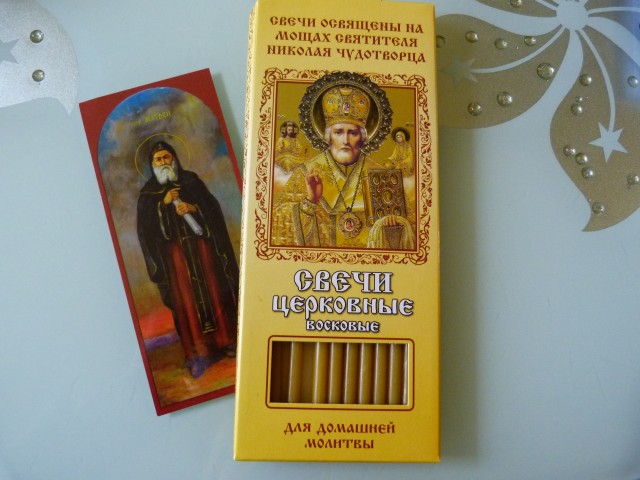 СВЕЧИ ОСВЯЩЕНЫ НА
МОЩАХ СВЯТИТЕЛЯ
НИКОЛАЯ ЧУДОТВОРЦА
СВЕЧИ
ЦЕРКОВНЫЕ
ВОСКОВЫЕ
ДЛЯ ДОМАШНЕЙ
МОЛИТВЫ